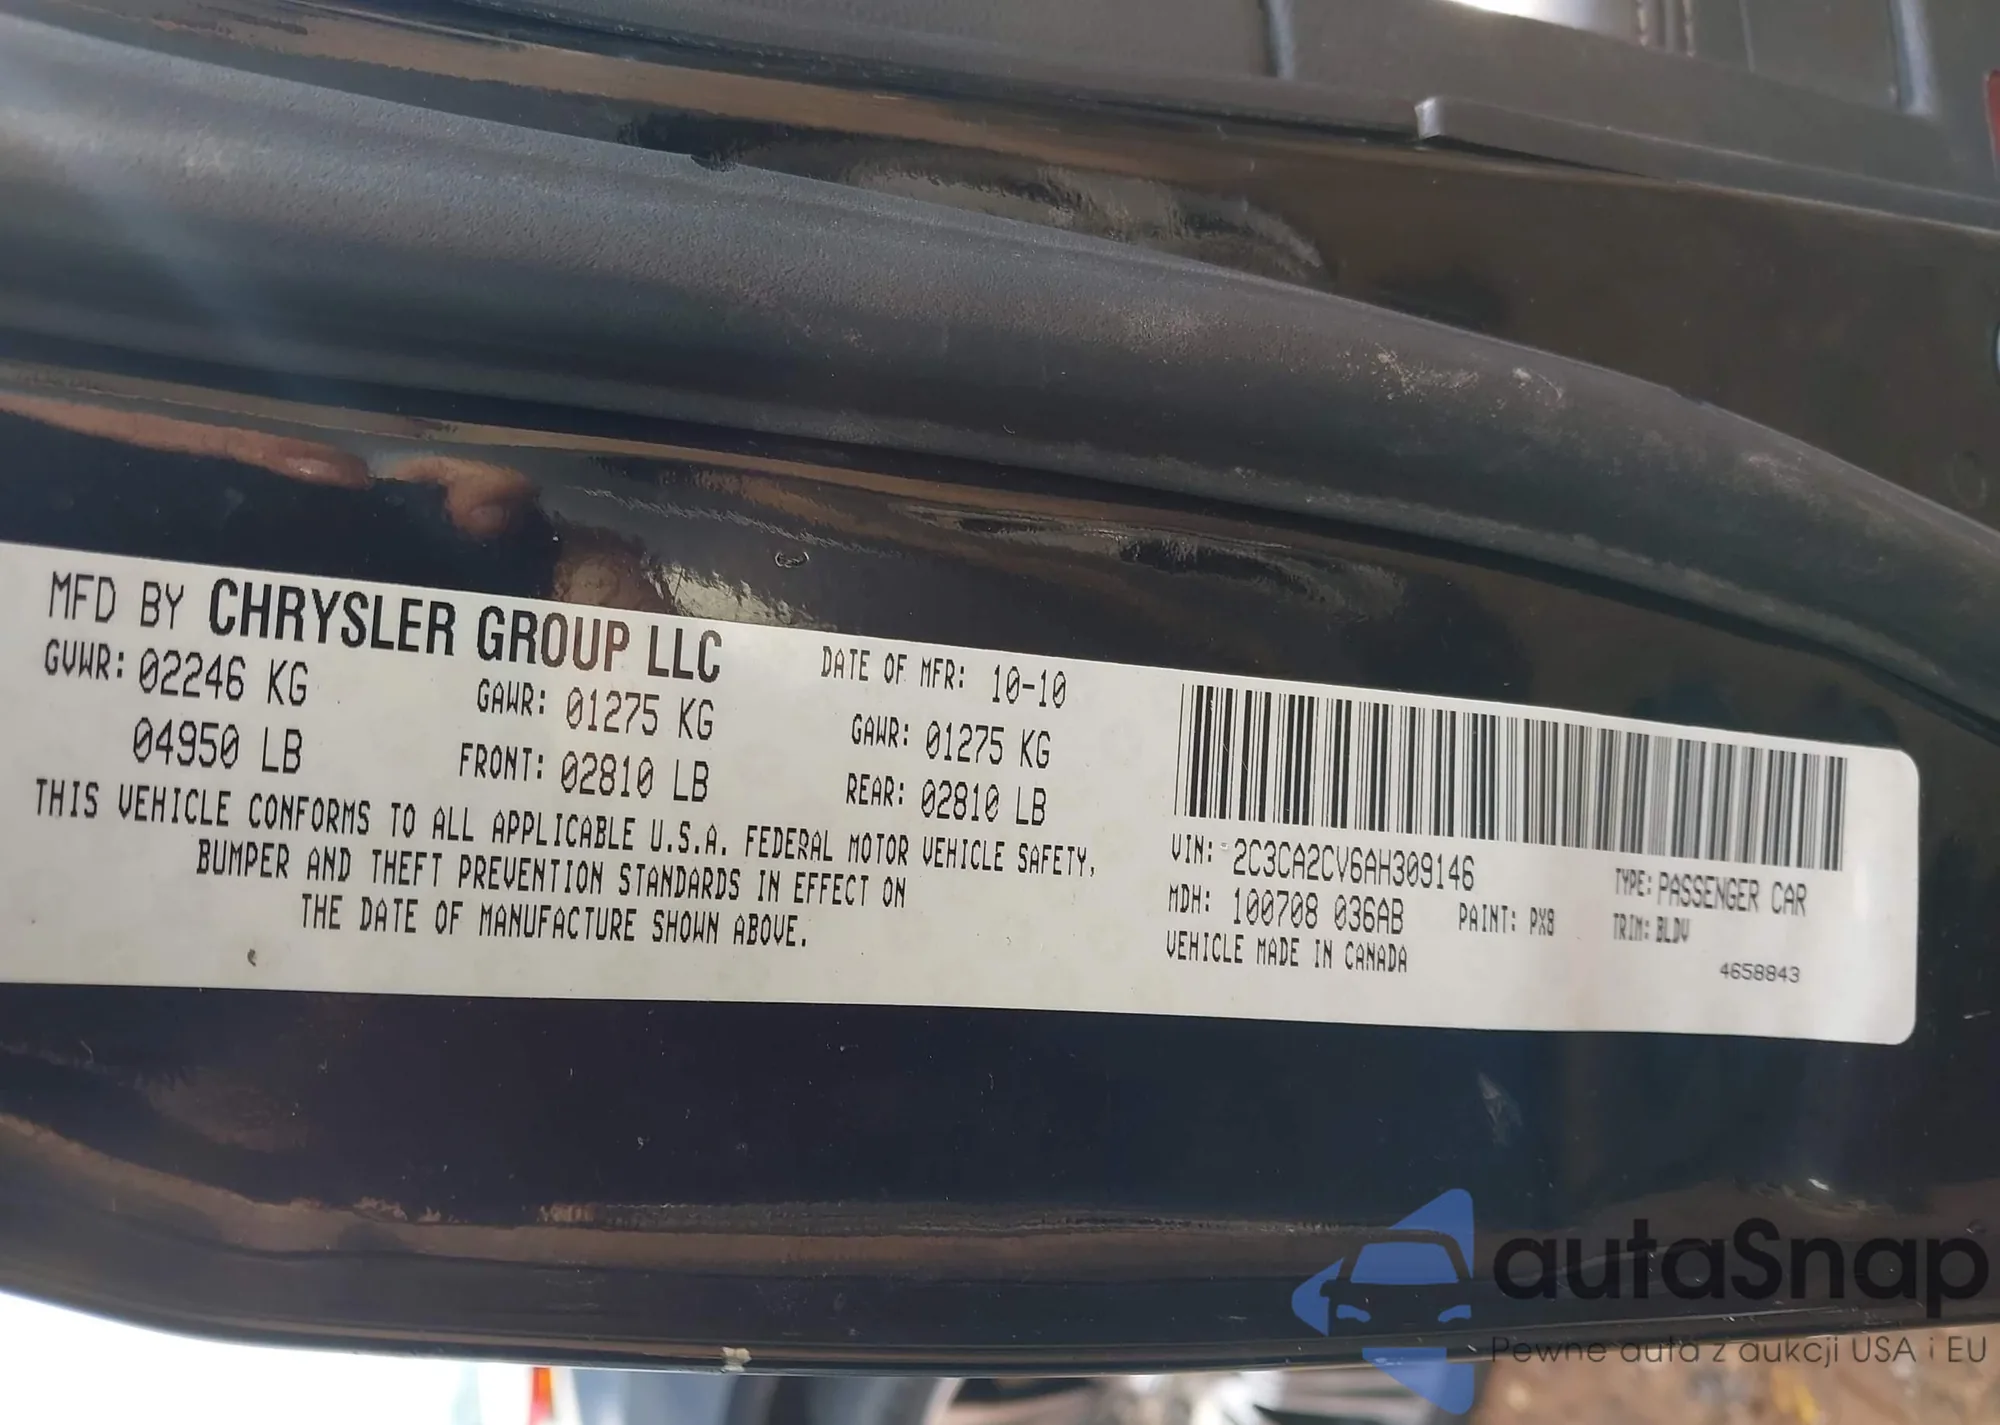 MFD BY CHRYSLER GROUP LLC
DATE OF MFR: 10-10
GVWR: 02246 KG
GAWR: 01275 KG
GAWR: 01275 KG
04950 LB
FRONT: 02810 LB
REAR: 02810 LB
THIS VEHICLE CONFORMS TO ALL APPLICABLE U.S.A. FEDERAL MOTOR VEHICLE SAFETY,
BUMPER AND THEFT PREVENTION STANDARDS IN EFFECT ON
THE DATE OF MANUFACTURE SHOWN ABOVE.
VIN: 2C3CA2CV6AH309146
TYPE: PASSENGER CAR
MDH: 100708 036AB
PAINT: PX8
TRIM: BLDV
VEHICLE MADE IN CANADA
4658843
autaSnap
Pewne auta z aukcji USA i EU